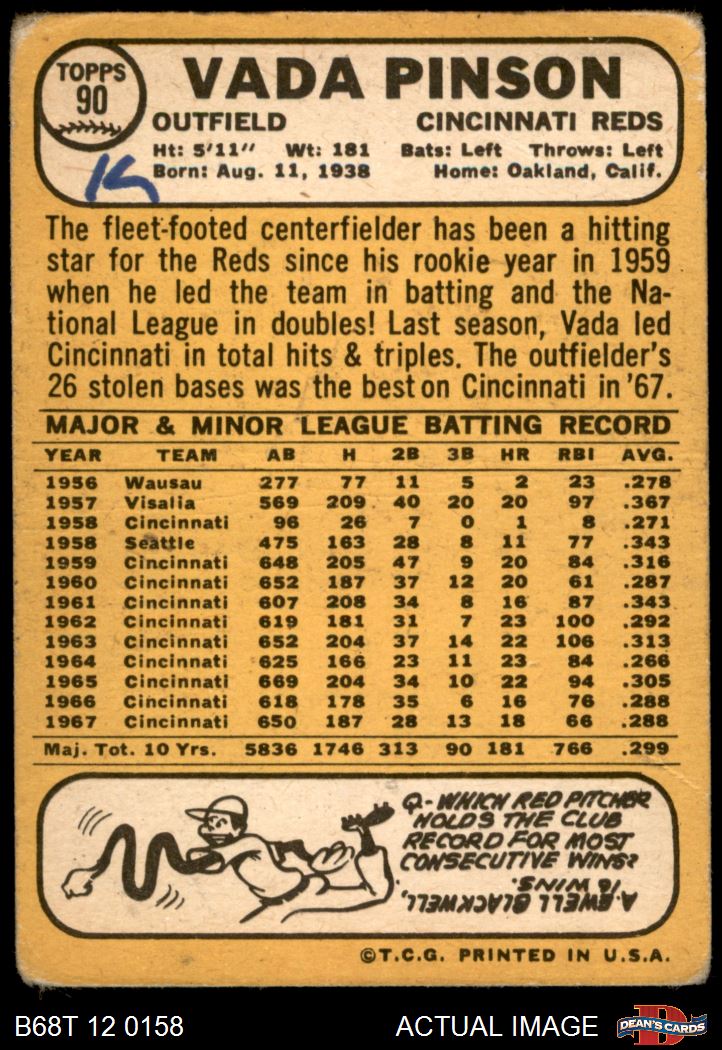 TOPPS
90
VADA PINSON
OUTFIELD CINCINNATI REDS
Ht: 5'11" Wt: 181 Bats: Left Throws: Left
Born: Aug. 11, 1938 Home: Oakland, Calif.
The fleet-footed centerfielder has been a hitting
star for the Reds since his rookie year in 1959
when he led the team in batting and the Na-
tional League in doubles! Last season, Vada led
Cincinnati in total hits & triples. The outfielder's
26 stolen bases was the best on Cincinnati in '67.
MAJOR & MINOR LEAGUE BATTING RECORD
YEAR TEAM AB H 2B 3B HR RBI AVG.
1956 Wausau 277 77 11 5 2 23 .278
1957 Visalia 569 209 40 20 20 97 .367
1958 Cincinnati 96 26 7 0 1 8 .271
1958 Seattle 475 163 28 8 11 77 .343
1959 Cincinnati 648 205 47 9 20 84 .316
1960 Cincinnati 652 187 37 12 20 61 .287
1961 Cincinnati 607 208 34 8 16 87 .343
1962 Cincinnati 619 181 31 7 23 100 .292
1963 Cincinnati 652 204 37 14 22 106 .313
1964 Cincinnati 625 166 23 11 23 84 .266
1965 Cincinnati 669 204 34 10 22 94 .305
1966 Cincinnati 618 178 35 6 16 76 .288
1967 Cincinnati 650 187 28 13 18 66 .288
Maj. Tot. 10 Yrs. 5836 1746 313 90 181 766 .299
Q-WHICH RED PITCHER
HOLDS THE CLUB
RECORD FOR MOST
CONSECUTIVE WINS?
A. EWELL BLACKWELL,
16 WINS.
©T.C.G. PRINTED IN U.S.A.
B68T 12 0158 ACTUAL IMAGE DEAN'S CARDS